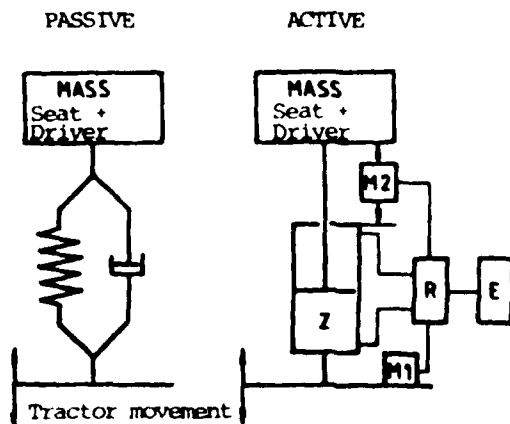 PASSIVE
ACTIVE
MASS
Seat +
Driver
MASS
Seat +
Driver
M2
R
E
Z
M1
Tractor movement